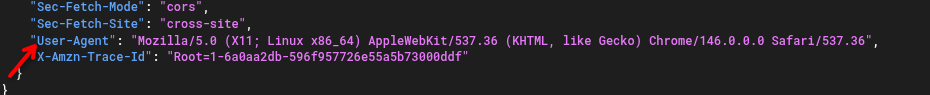 "Sec-Fetch-Mode": "cors",
"Sec-Fetch-Site": "cross-site",
"User-Agent": "Mozilla/5.0 (X11; Linux x86_64) AppleWebKit/537.36 (KHTML, like Gecko) Chrome/146.0.0.0 Safari/537.36",
"X-Amzn-Trace-Id": "Root=1-6a0aa2db-596f957726e55a5b73000ddf"
}
}